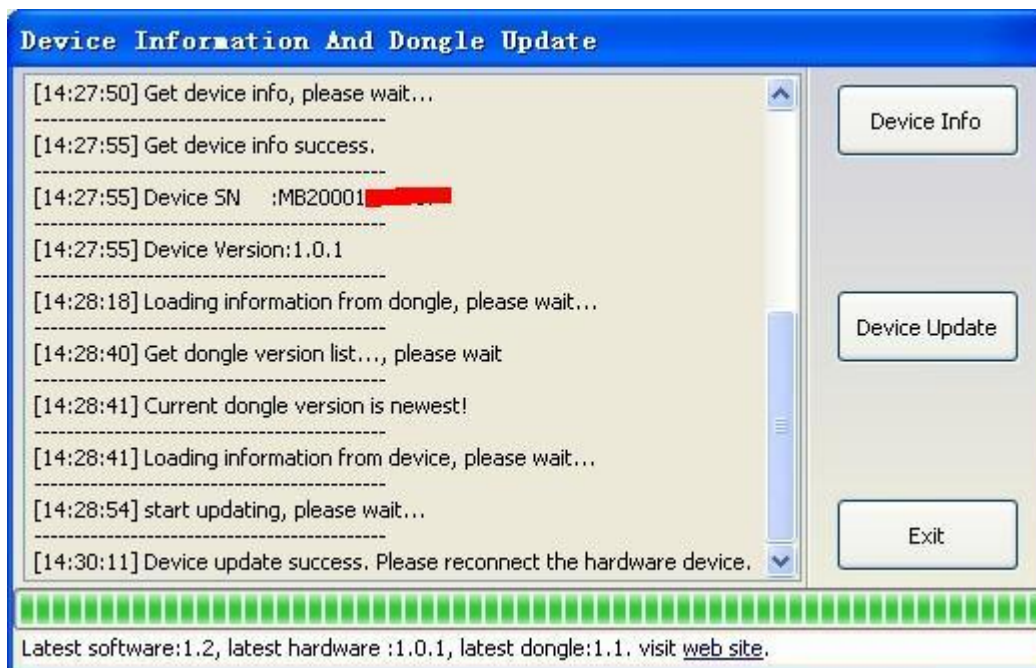 Device Information And Dongle Update
[14:27:50] Get device info, please wait...
----------------------------------------------
[14:27:55] Get device info success.
----------------------------------------------
[14:27:55] Device SN :MB20001
----------------------------------------------
[14:27:55] Device Version:1.0.1
----------------------------------------------
[14:28:18] Loading information from dongle, please wait...
----------------------------------------------
[14:28:40] Get dongle version list..., please wait
----------------------------------------------
[14:28:41] Current dongle version is newest!
----------------------------------------------
[14:28:41] Loading information from device, please wait...
----------------------------------------------
[14:28:54] start updating, please wait...
----------------------------------------------
[14:30:11] Device update success. Please reconnect the hardware device.
Device Info
Device Update
Exit
Latest software:1.2, latest hardware :1.0.1, latest dongle:1.1. visit web site.